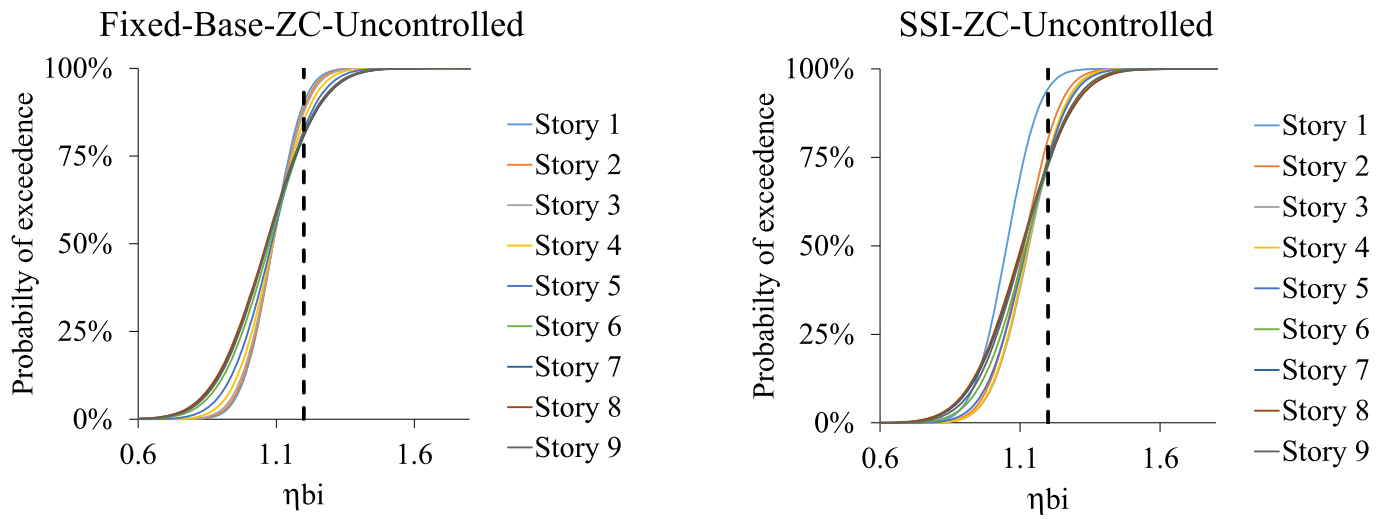 Fixed-Base-ZC-Uncontrolled
Probabilty of exceedence
100%
75%
50%
25%
0%
0.6
1.1
1.6
ηbi
Story 1
Story 2
Story 3
Story 4
Story 5
Story 6
Story 7
Story 8
Story 9
SSI-ZC-Uncontrolled
Probability of exceedence
100%
75%
50%
25%
0%
0.6
1.1
1.6
ηbi
Story 1
Story 2
Story 3
Story 4
Story 5
Story 6
Story 7
Story 8
Story 9